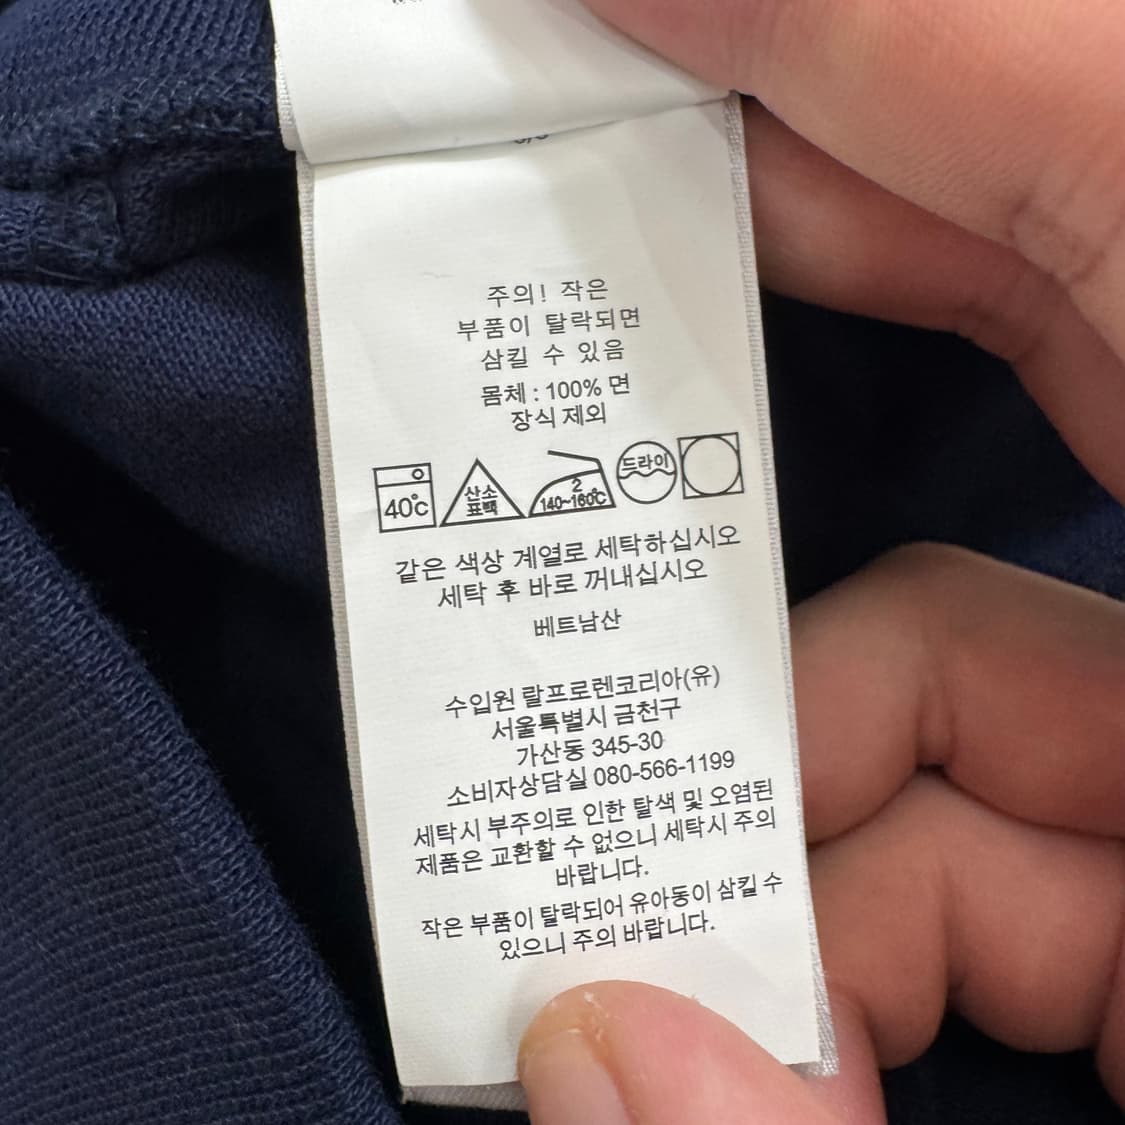 주의! 작은
부품이 탈락되면
삼킬 수 있음
몸체 : 100% 면
장식 제외
40℃
산소
표백
2
140~160℃
드라이
같은 색상 계열로 세탁하십시오
세탁 후 바로 꺼내십시오
베트남산
수입원 랄프로렌코리아(유)
서울특별시 금천구
가산동 345-30
소비자상담실 080-566-1199
세탁시 부주의로 인한 탈색 및 오염된
제품은 교환할 수 없으니 세탁시 주의
바랍니다.
작은 부품이 탈락되어 유아동이 삼킬 수
있으니 주의 바랍니다.